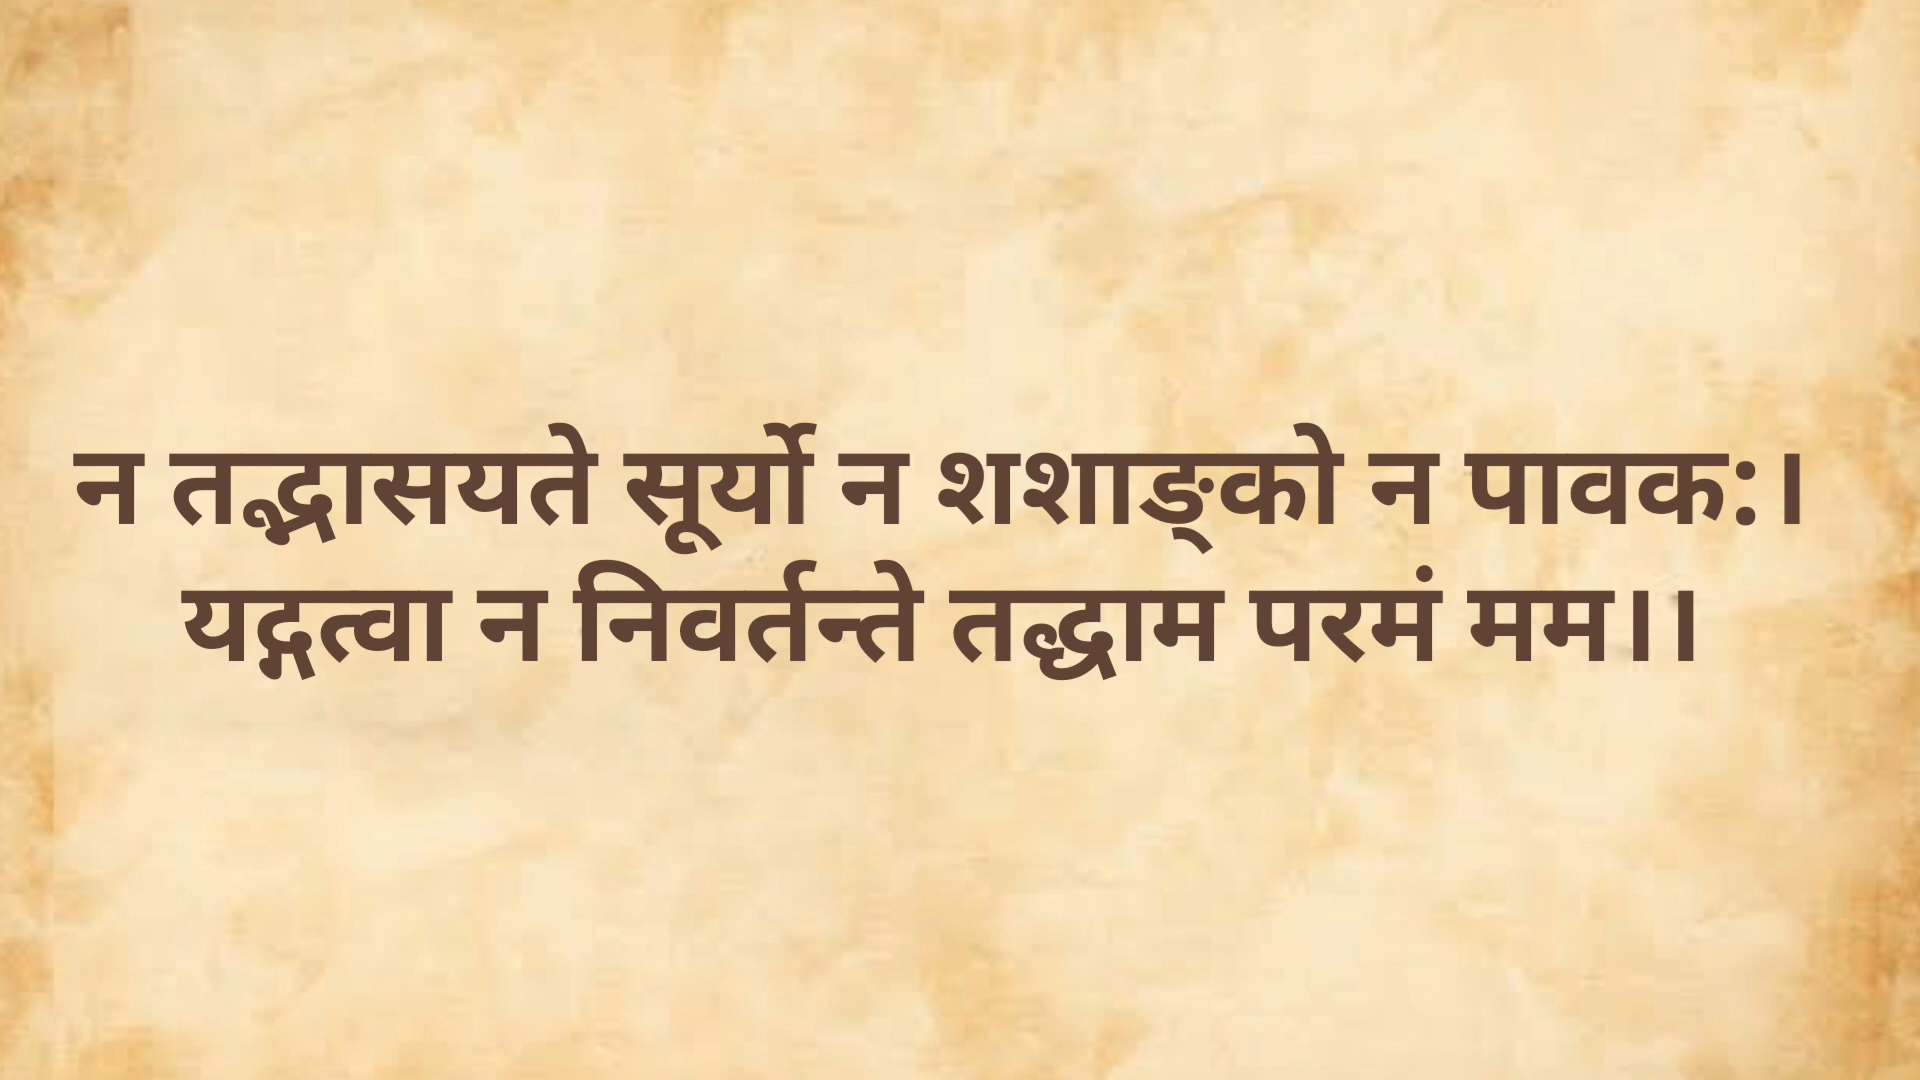 न तद्भासयते सूर्यो न शशाङ्को न पावक:।
यद्गत्वा न निवर्तन्ते तद्धाम परमं मम।।